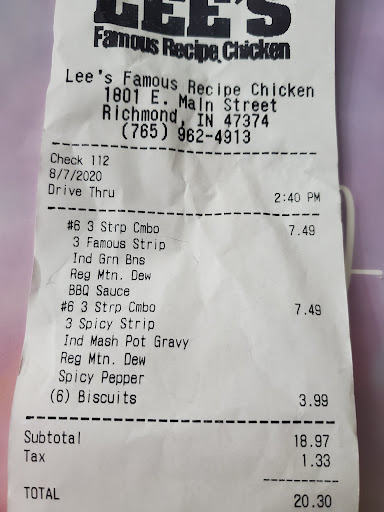 LEE'S
Famous Recipe Chicken
Lee's Famous Recipe Chicken
1801 E. Main Street
Richmond, IN 47374
(765) 962-4913
Check 112
8/7/2020
Drive Thru 2:40 PM
#6 3 Strp Cmbo 7.49
3 Famous Strip
Ind Grn Bns
Reg Mtn. Dew
BBQ Sauce
#6 3 Strp Cmbo 7.49
3 Spicy Strip
Ind Mash Pot Gravy
Reg Mtn. Dew
Spicy Pepper
(6) Biscuits 3.99
Subtotal 18.97
Tax 1.33
TOTAL 20.30